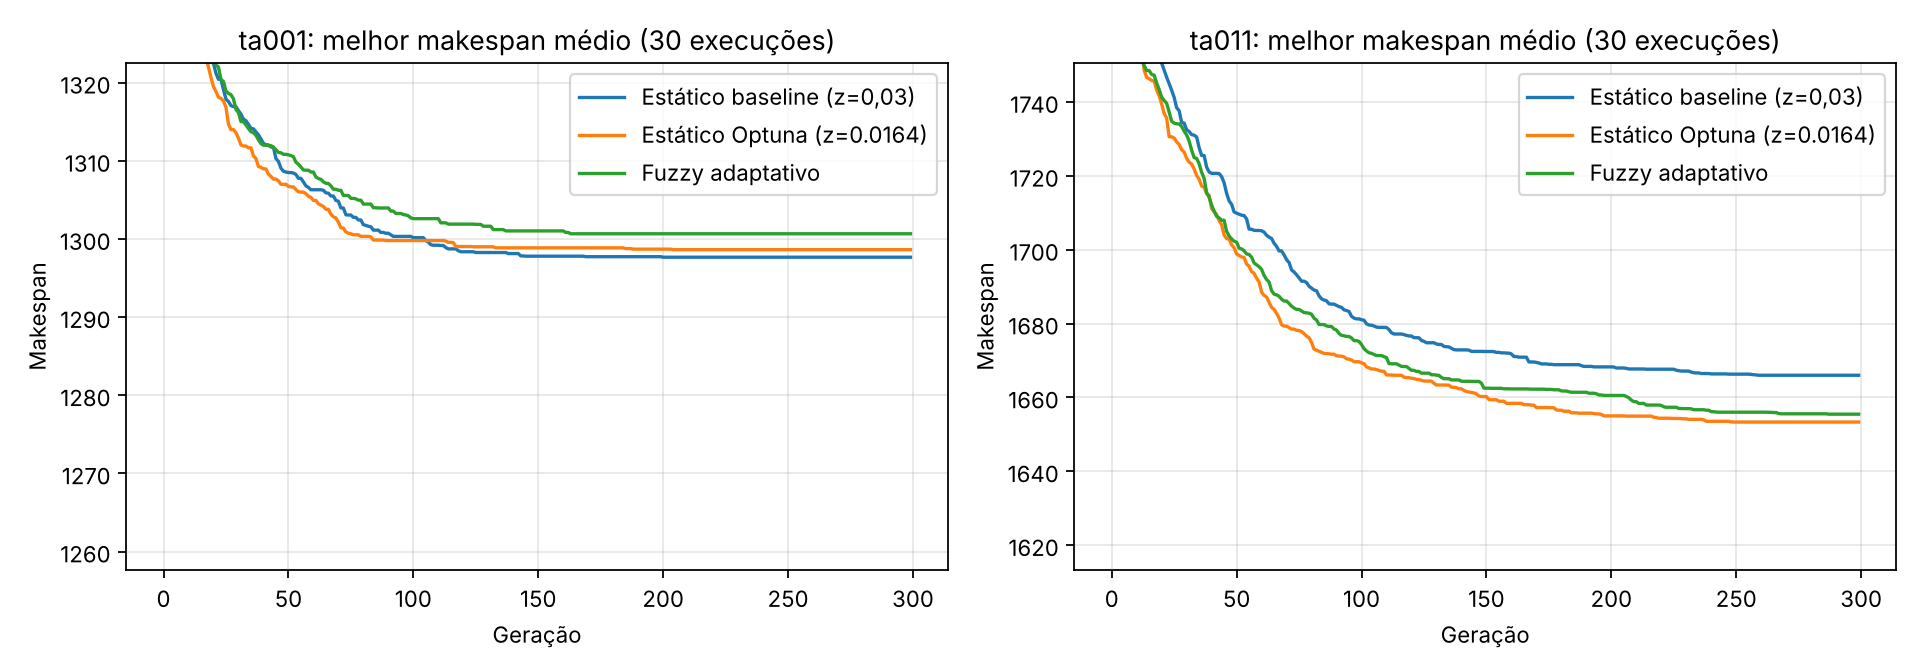 ta001: melhor makespan médio (30 execuções)
1320
1310
1300
1290
1280
1270
1260
Makespan
Estático baseline (z=0,03)
Estático Optuna (z=0.0164)
Fuzzy adaptativo
0 50 100 150 200 250 300
Geração
ta011: melhor makespan médio (30 execuções)
1740
1720
1700
1680
1660
1640
1620
Makespan
Estático baseline (z=0,03)
Estático Optuna (z=0.0164)
Fuzzy adaptativo
0 50 100 150 200 250 300
Geração